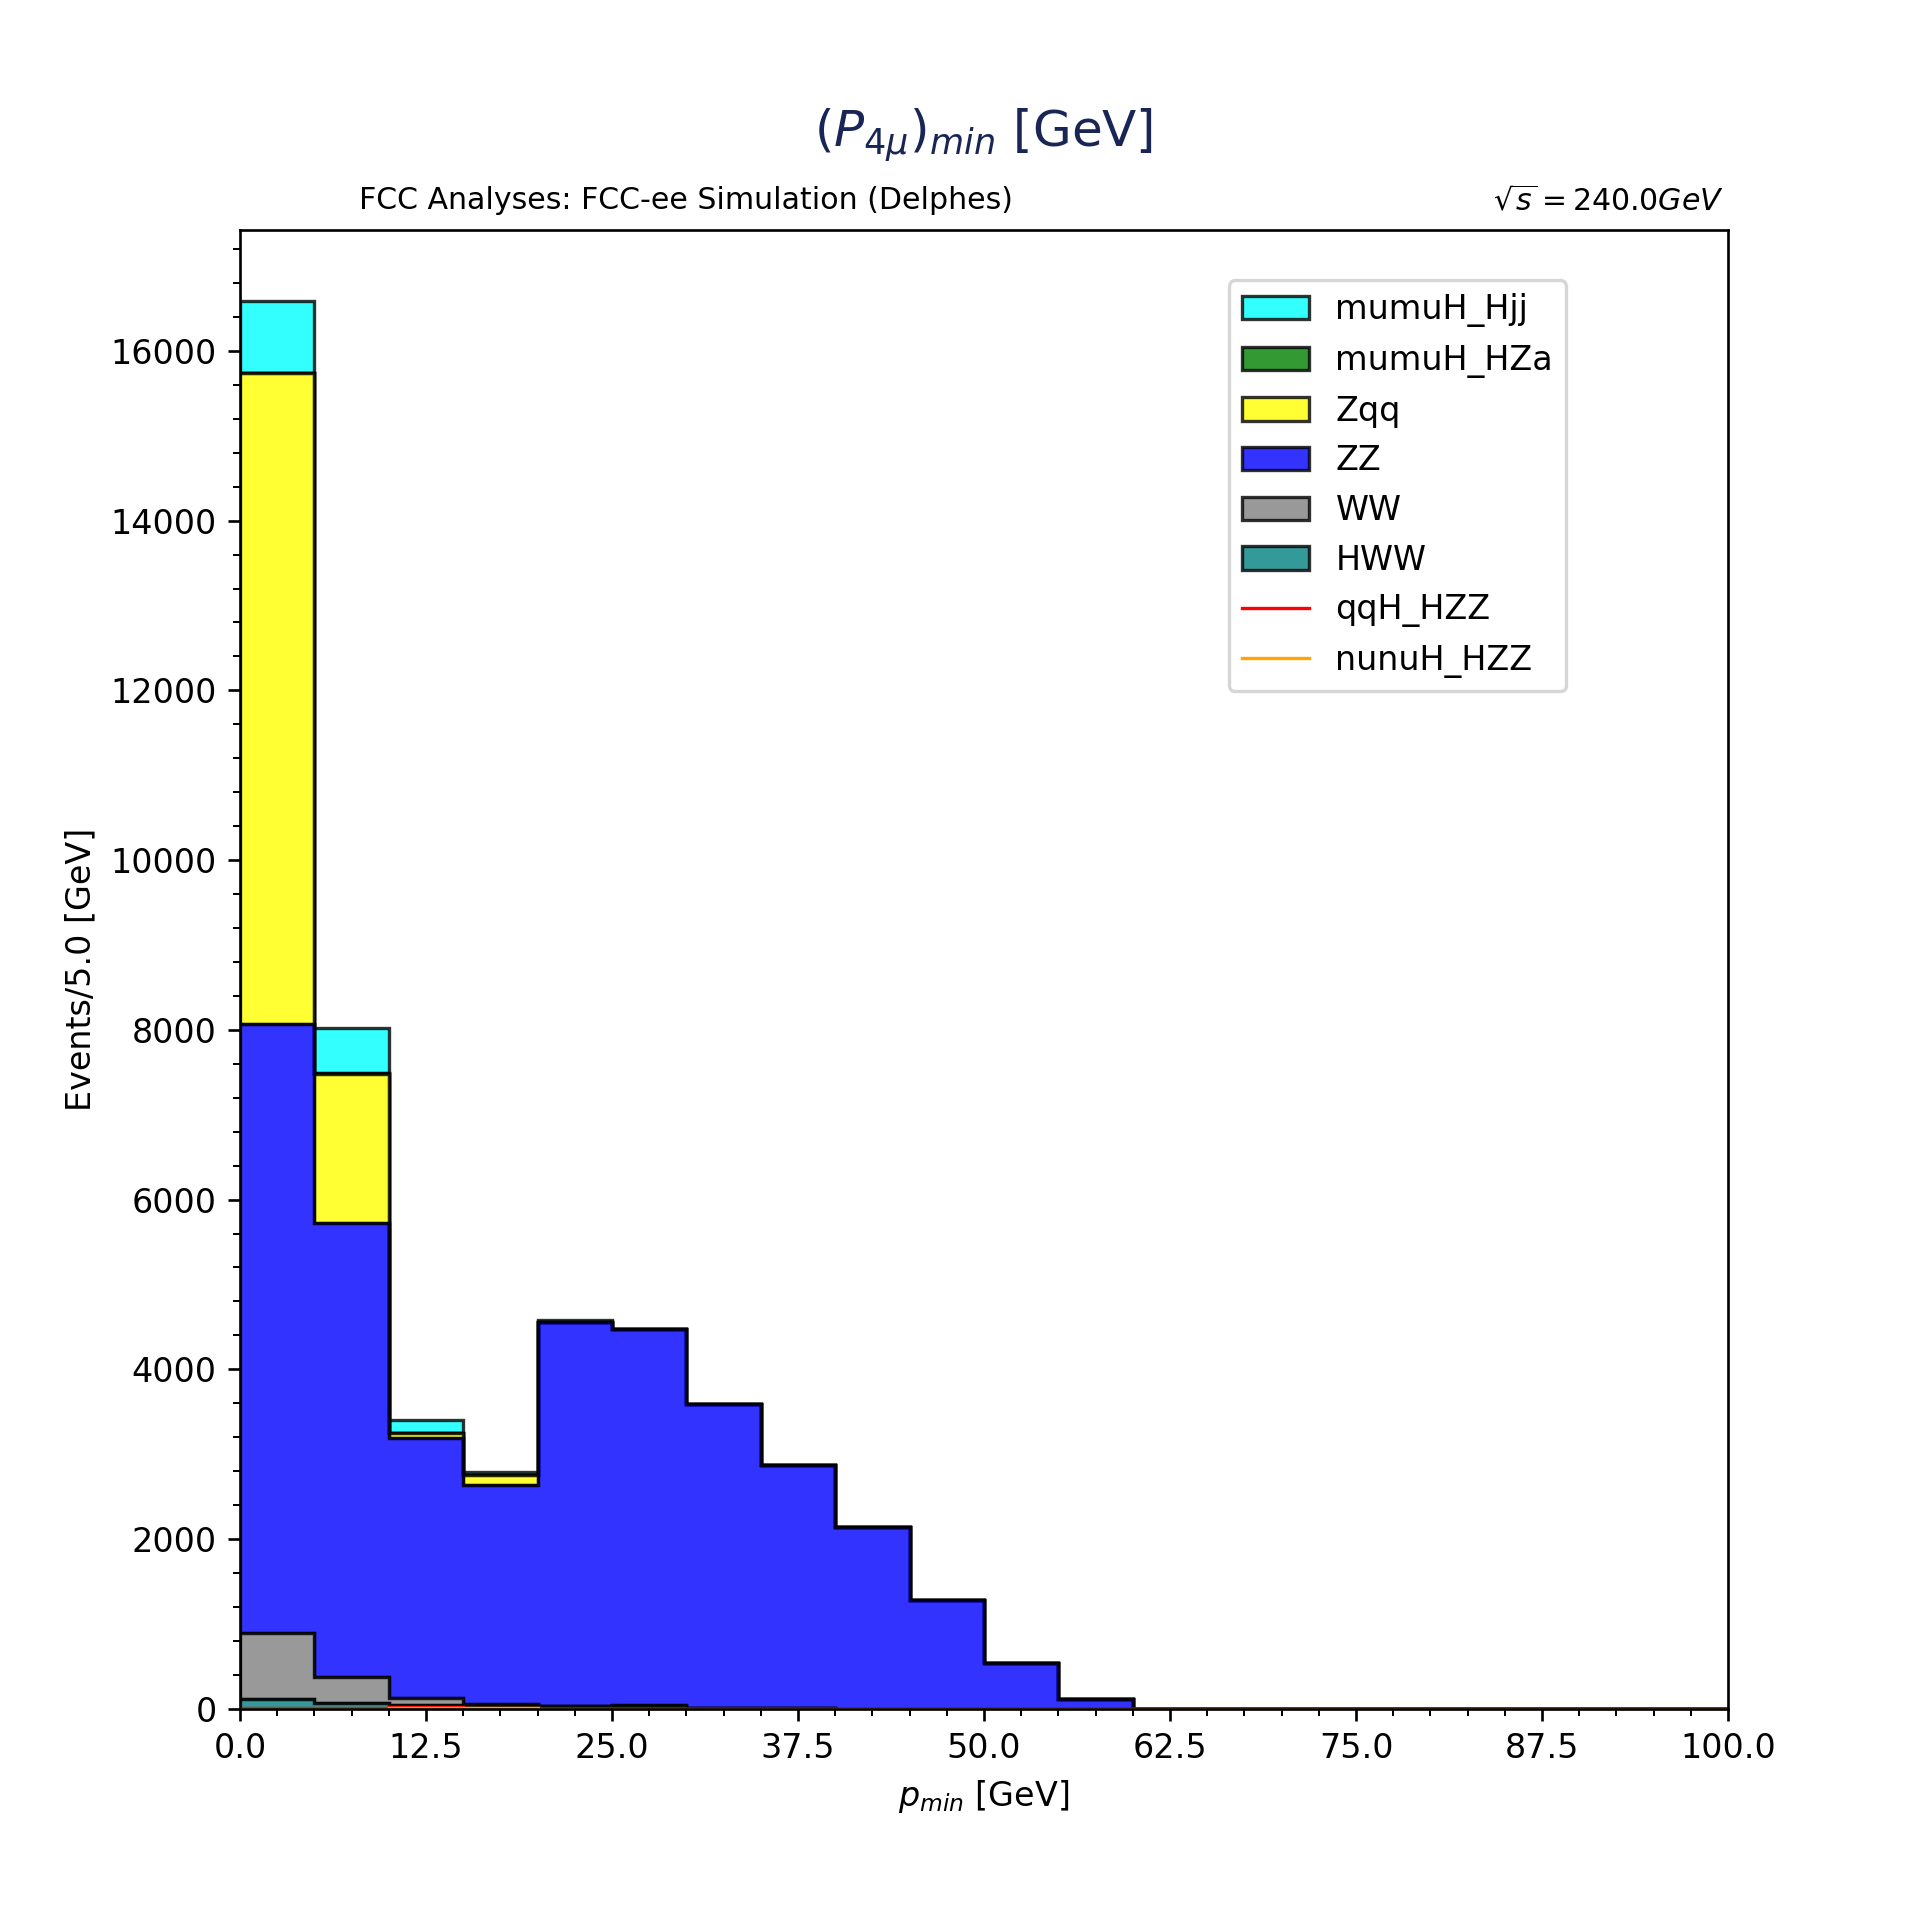 (P4μ)min [GeV]
FCC Analyses: FCC-ee Simulation (Delphes)
√s = 240.0GeV
mumuH_Hjj
mumuH_HZa
Zqq
ZZ
WW
HWW
qqH_HZZ
nunuH_HZZ
Events/5.0 [GeV]
16000
14000
12000
10000
8000
6000
4000
2000
0
0.0 12.5 25.0 37.5 50.0 62.5 75.0 87.5 100.0
pmin [GeV]